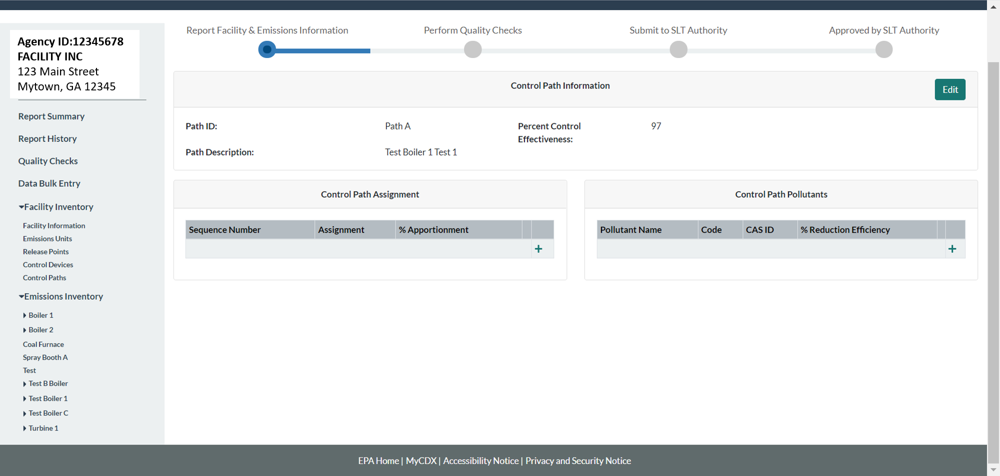 Agency ID:12345678
FACILITY INC
123 Main Street
Mytown, GA 12345
Report Summary
Report History
Quality Checks
Data Bulk Entry
Facility Inventory
Facility Information
Emissions Units
Release Points
Control Devices
Control Paths
Emissions Inventory
Boiler 1
Boiler 2
Coal Furnace
Spray Booth A
Test
Test B Boiler
Test Boiler 1
Test Boiler C
Turbine 1
Report Facility & Emissions Information
Perform Quality Checks
Submit to SLT Authority
Approved by SLT Authority
Control Path Information
Edit
Path ID: Path A
Percent Control
Effectiveness:
97
Path Description: Test Boiler 1 Test 1
Control Path Assignment
Sequence Number Assignment % Apportionment
+
Control Path Pollutants
Pollutant Name Code CAS ID % Reduction Efficiency
+
EPA Home | MyCDX | Accessibility Notice | Privacy and Security Notice